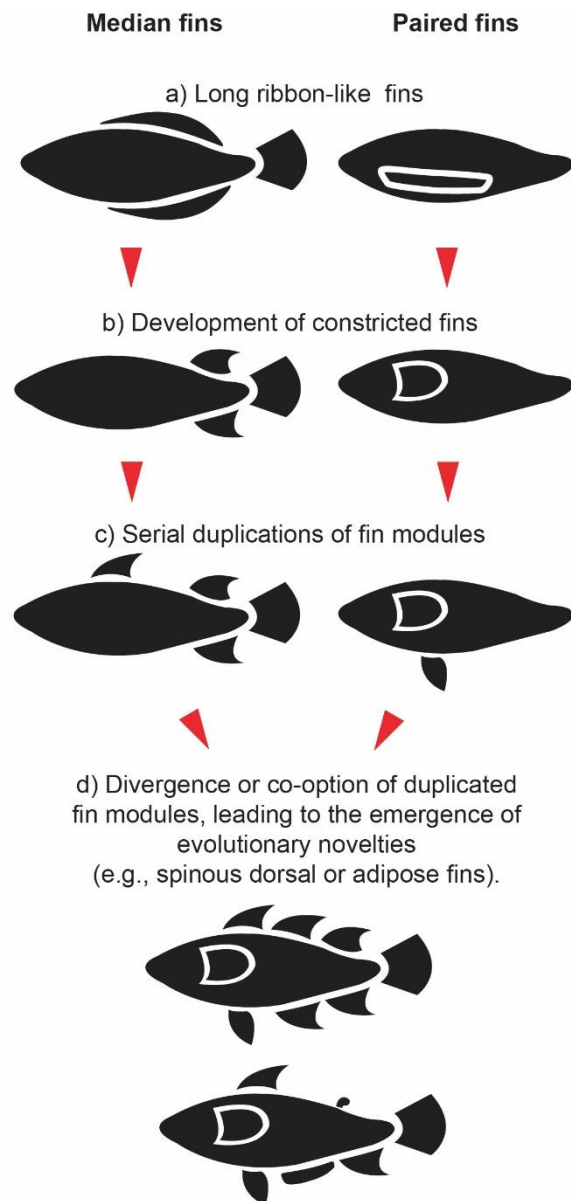 Median fins
Paired fins
a) Long ribbon-like fins
b) Development of constricted fins
c) Serial duplications of fin modules
d) Divergence or co-option of duplicated
fin modules, leading to the emergence of
evolutionary novelties
(e.g., spinous dorsal or adipose fins).